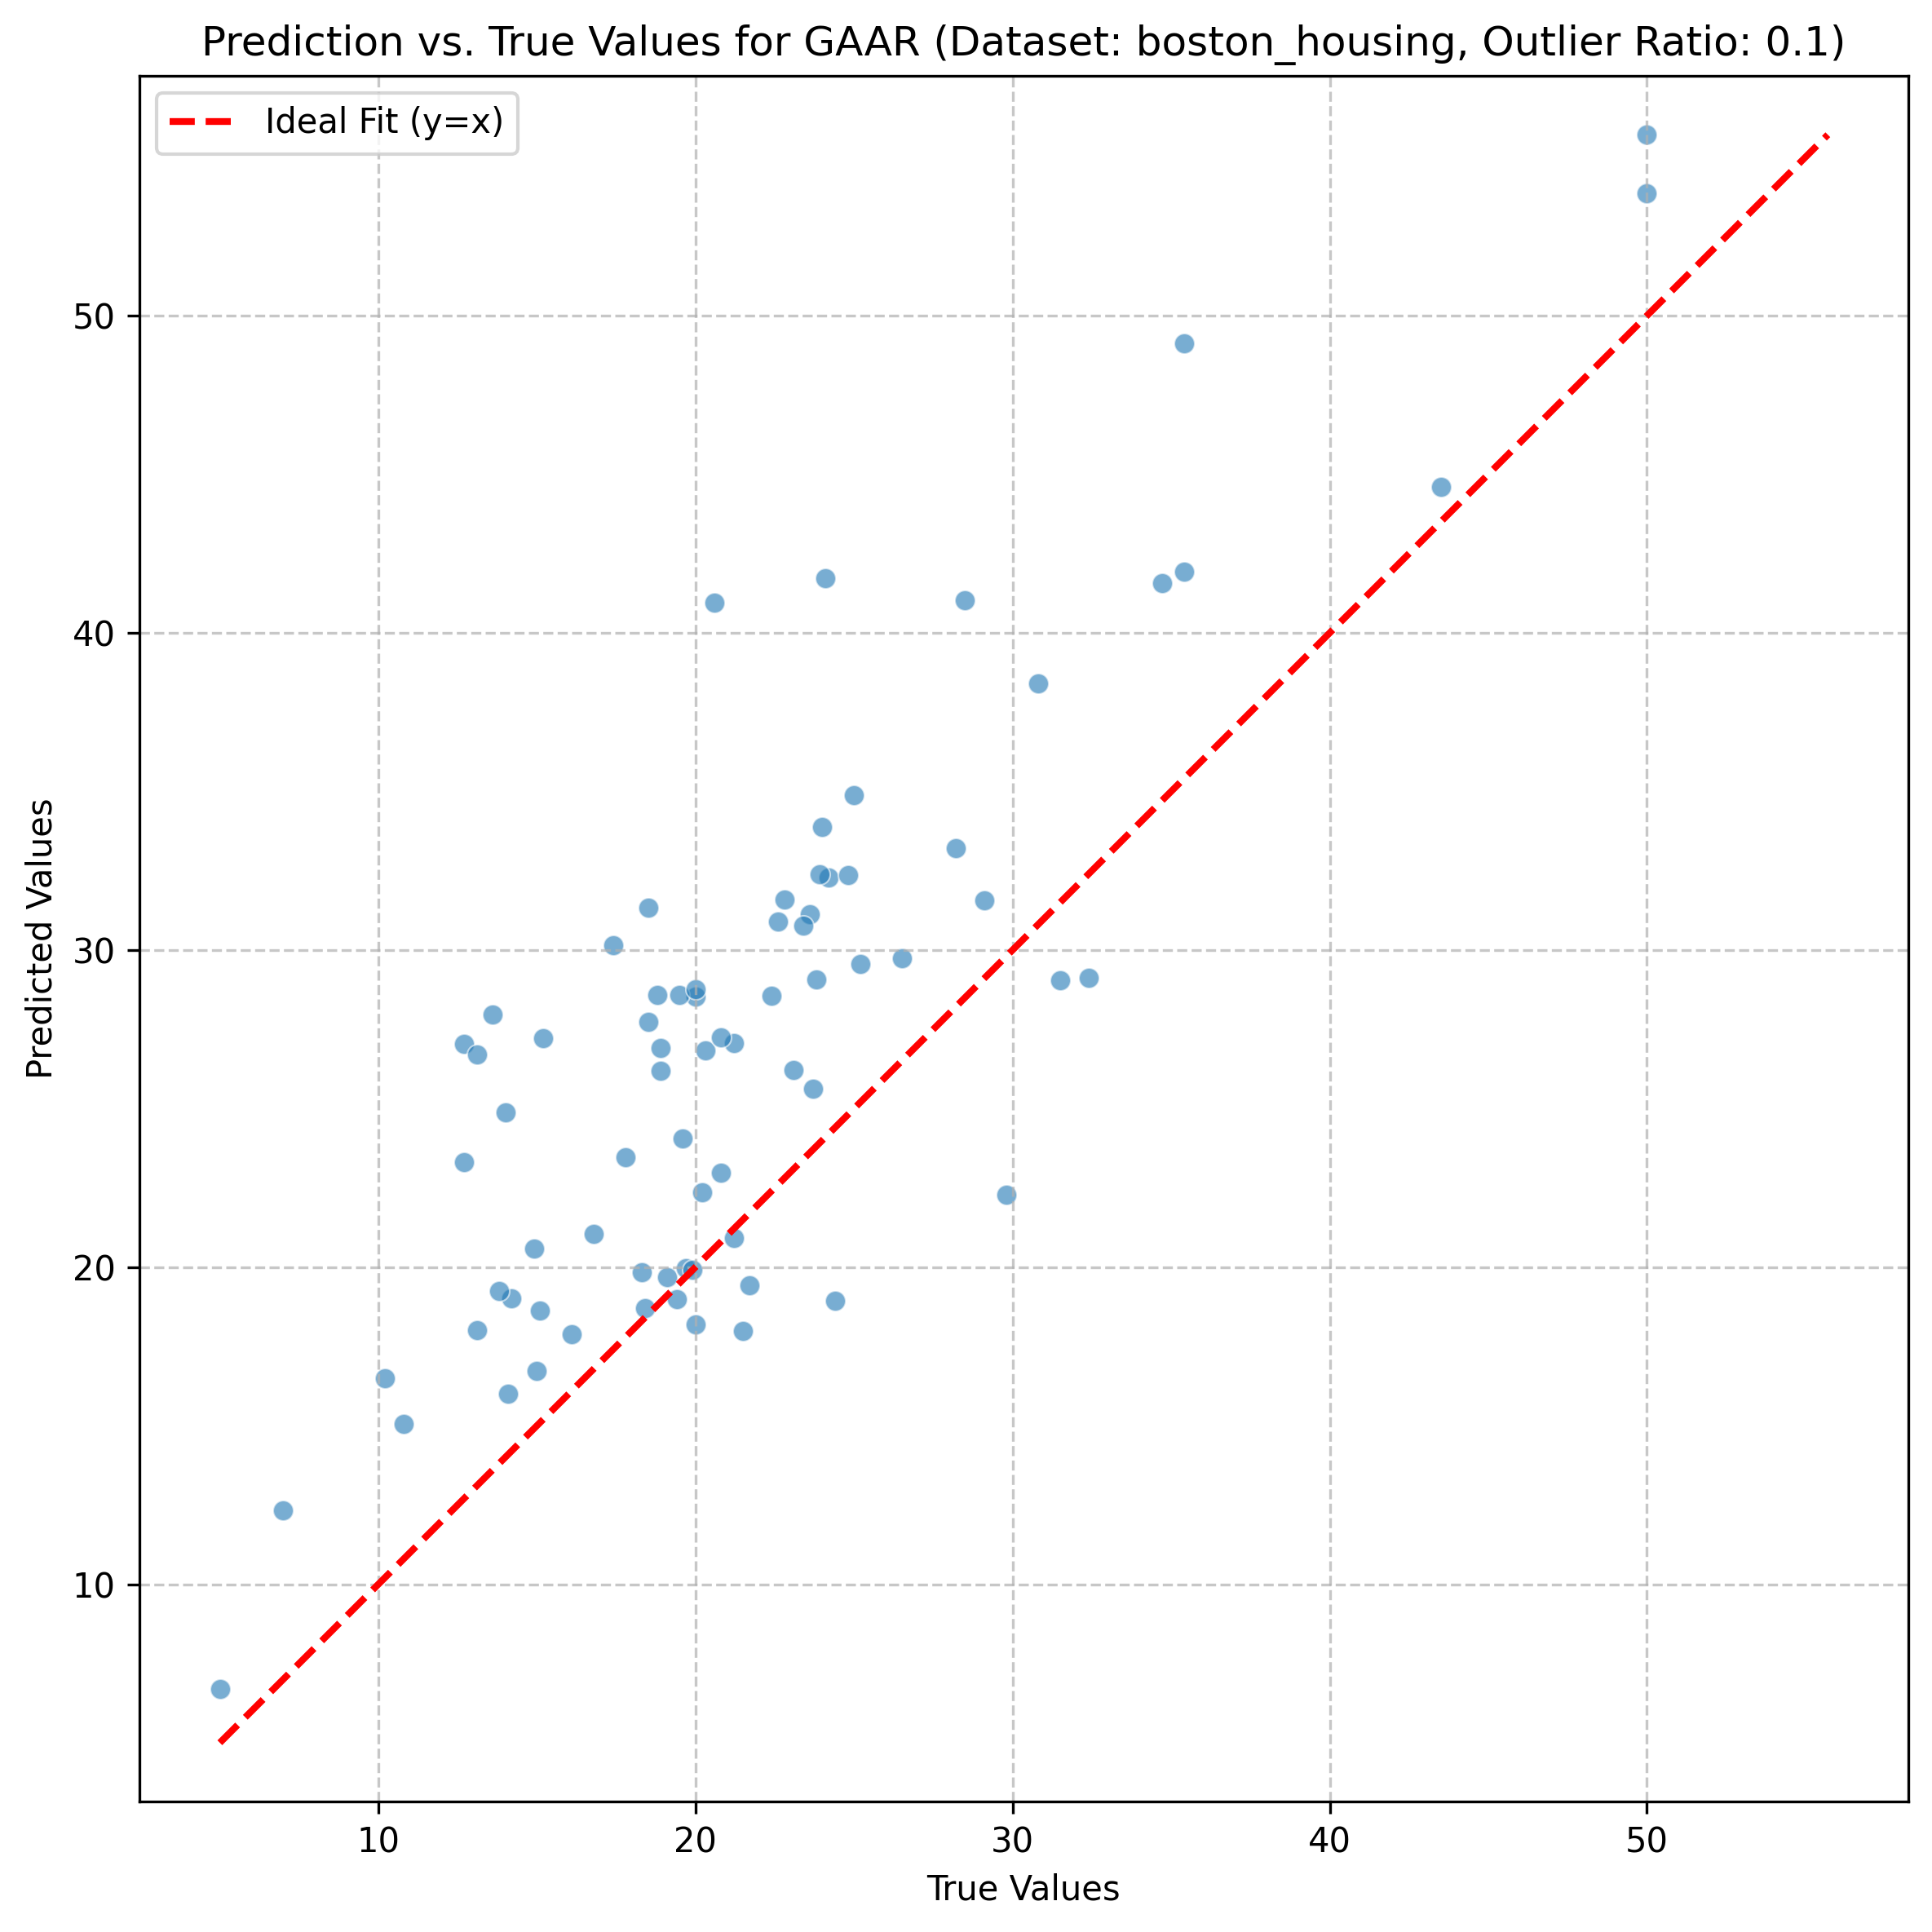 Prediction vs. True Values for GAAR (Dataset: boston_housing, Outlier Ratio: 0.1)
Ideal Fit (y=x)
50
40
30
20
10
Predicted Values
10 20 30 40 50
True Values